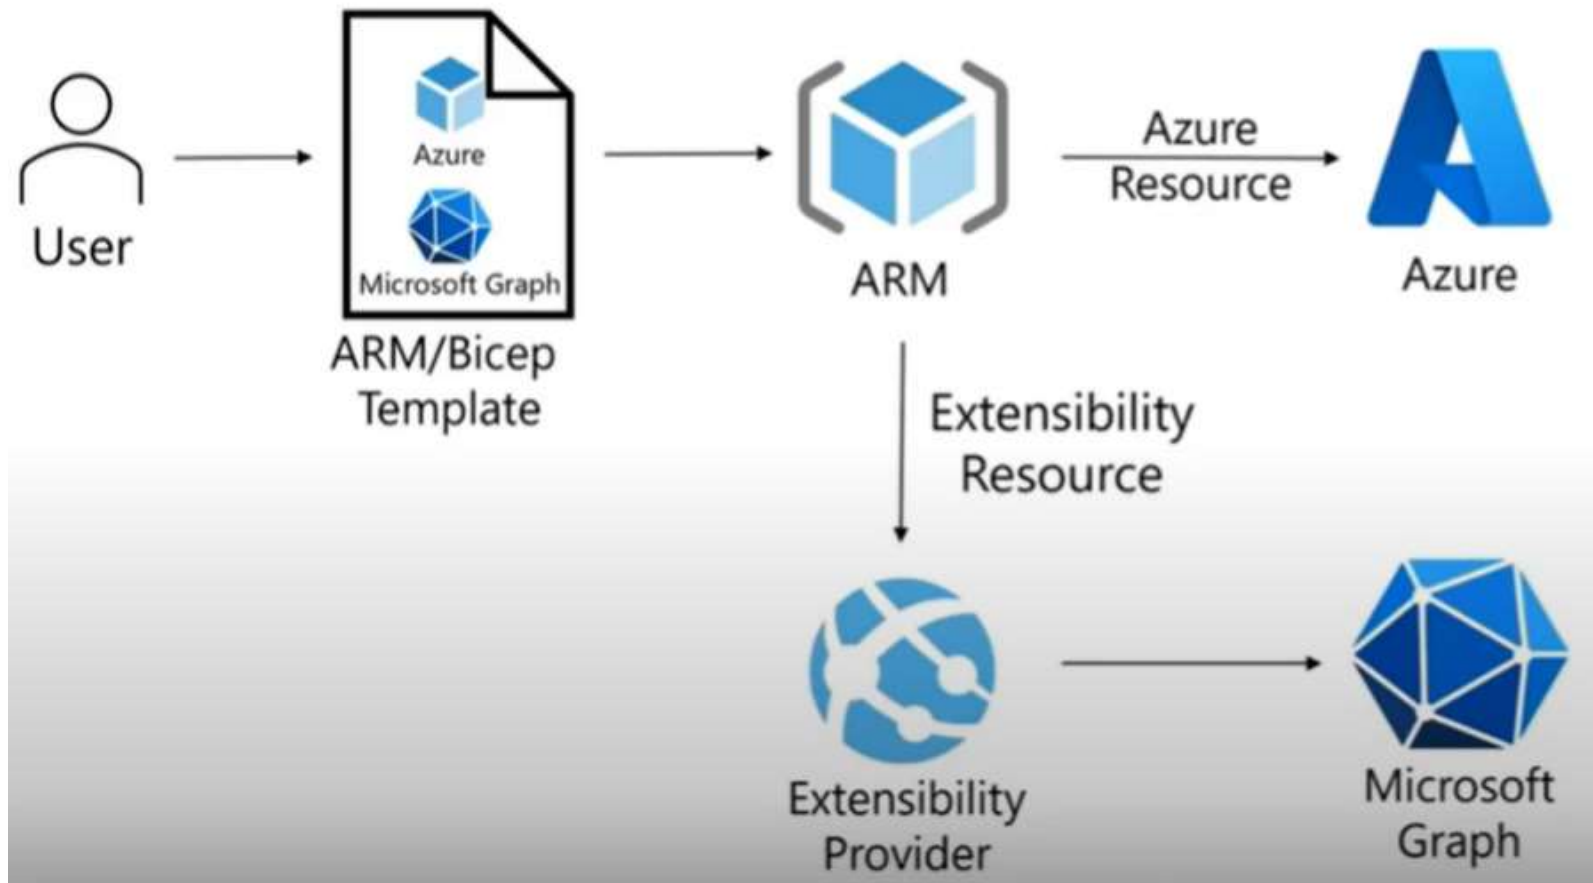 User
Azure
Microsoft Graph
ARM/Bicep
Template
ARM
Azure
Resource
Azure
Extensibility
Resource
Extensibility
Provider
Microsoft
Graph